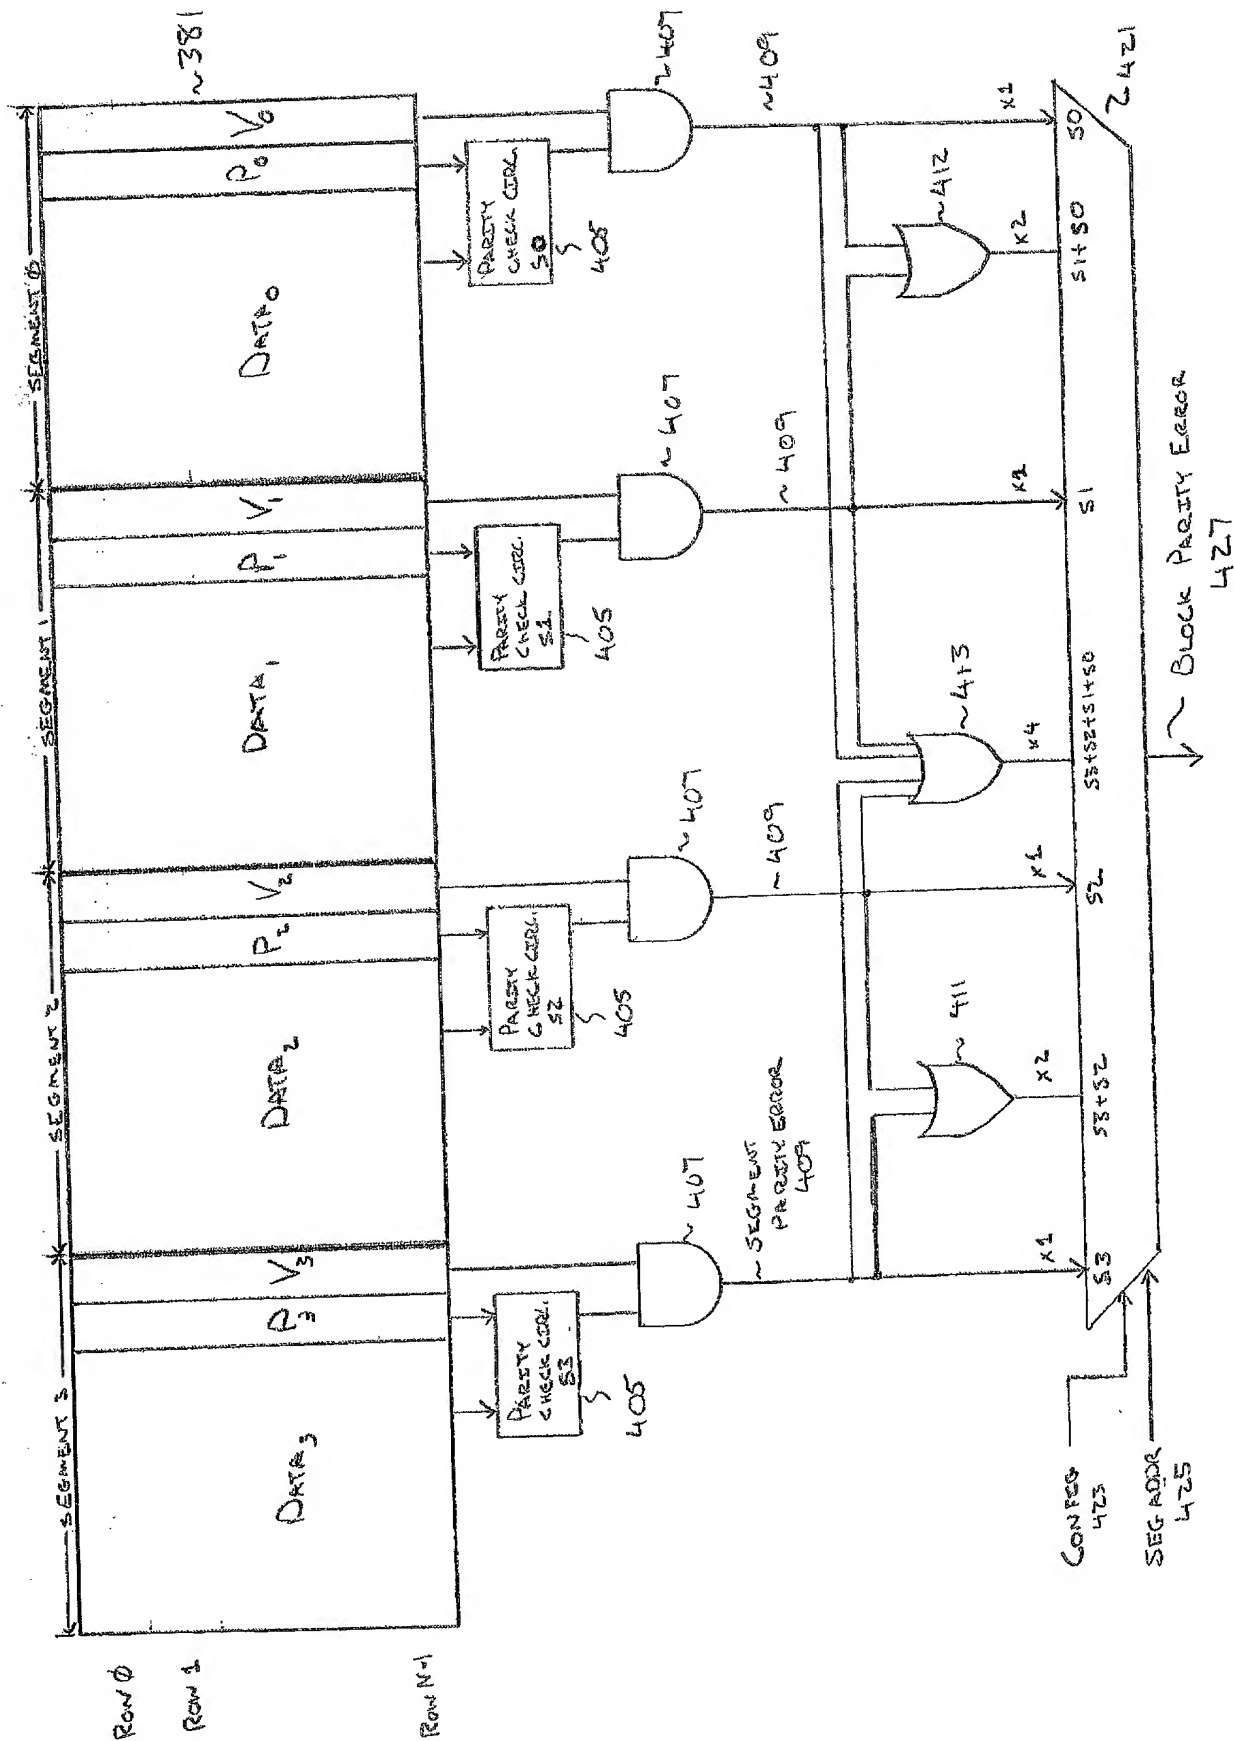 SEGMENT 3
SEGMENT 2
SEGMENT 1
SEGMENT 0
ROW 0
ROW 1
ROW N-1
DATA3
P3
V3
DATA2
P2
V2
DATA1
P1
V1
DATA0
P0
V0
~381
PARITY
CHECK CIRC.
S3
405
PARITY
CHECK CIRC.
S2
405
PARITY
CHECK CIRC.
S1
405
PARITY
CHECK CIRC.
S0
405
~407
~407
~407
~407
~SEGMENT
PARITY ERROR
409
~409
~409
~409
~411
~413
~412
x1
x2
x1
x4
x1
x2
x1
S3
S3+S2
S2
S3+S2+S1+S0
S1
S1+S0
S0
~421
CONFIG
423
SEG ADDR
425
~BLOCK PARITY ERROR
427